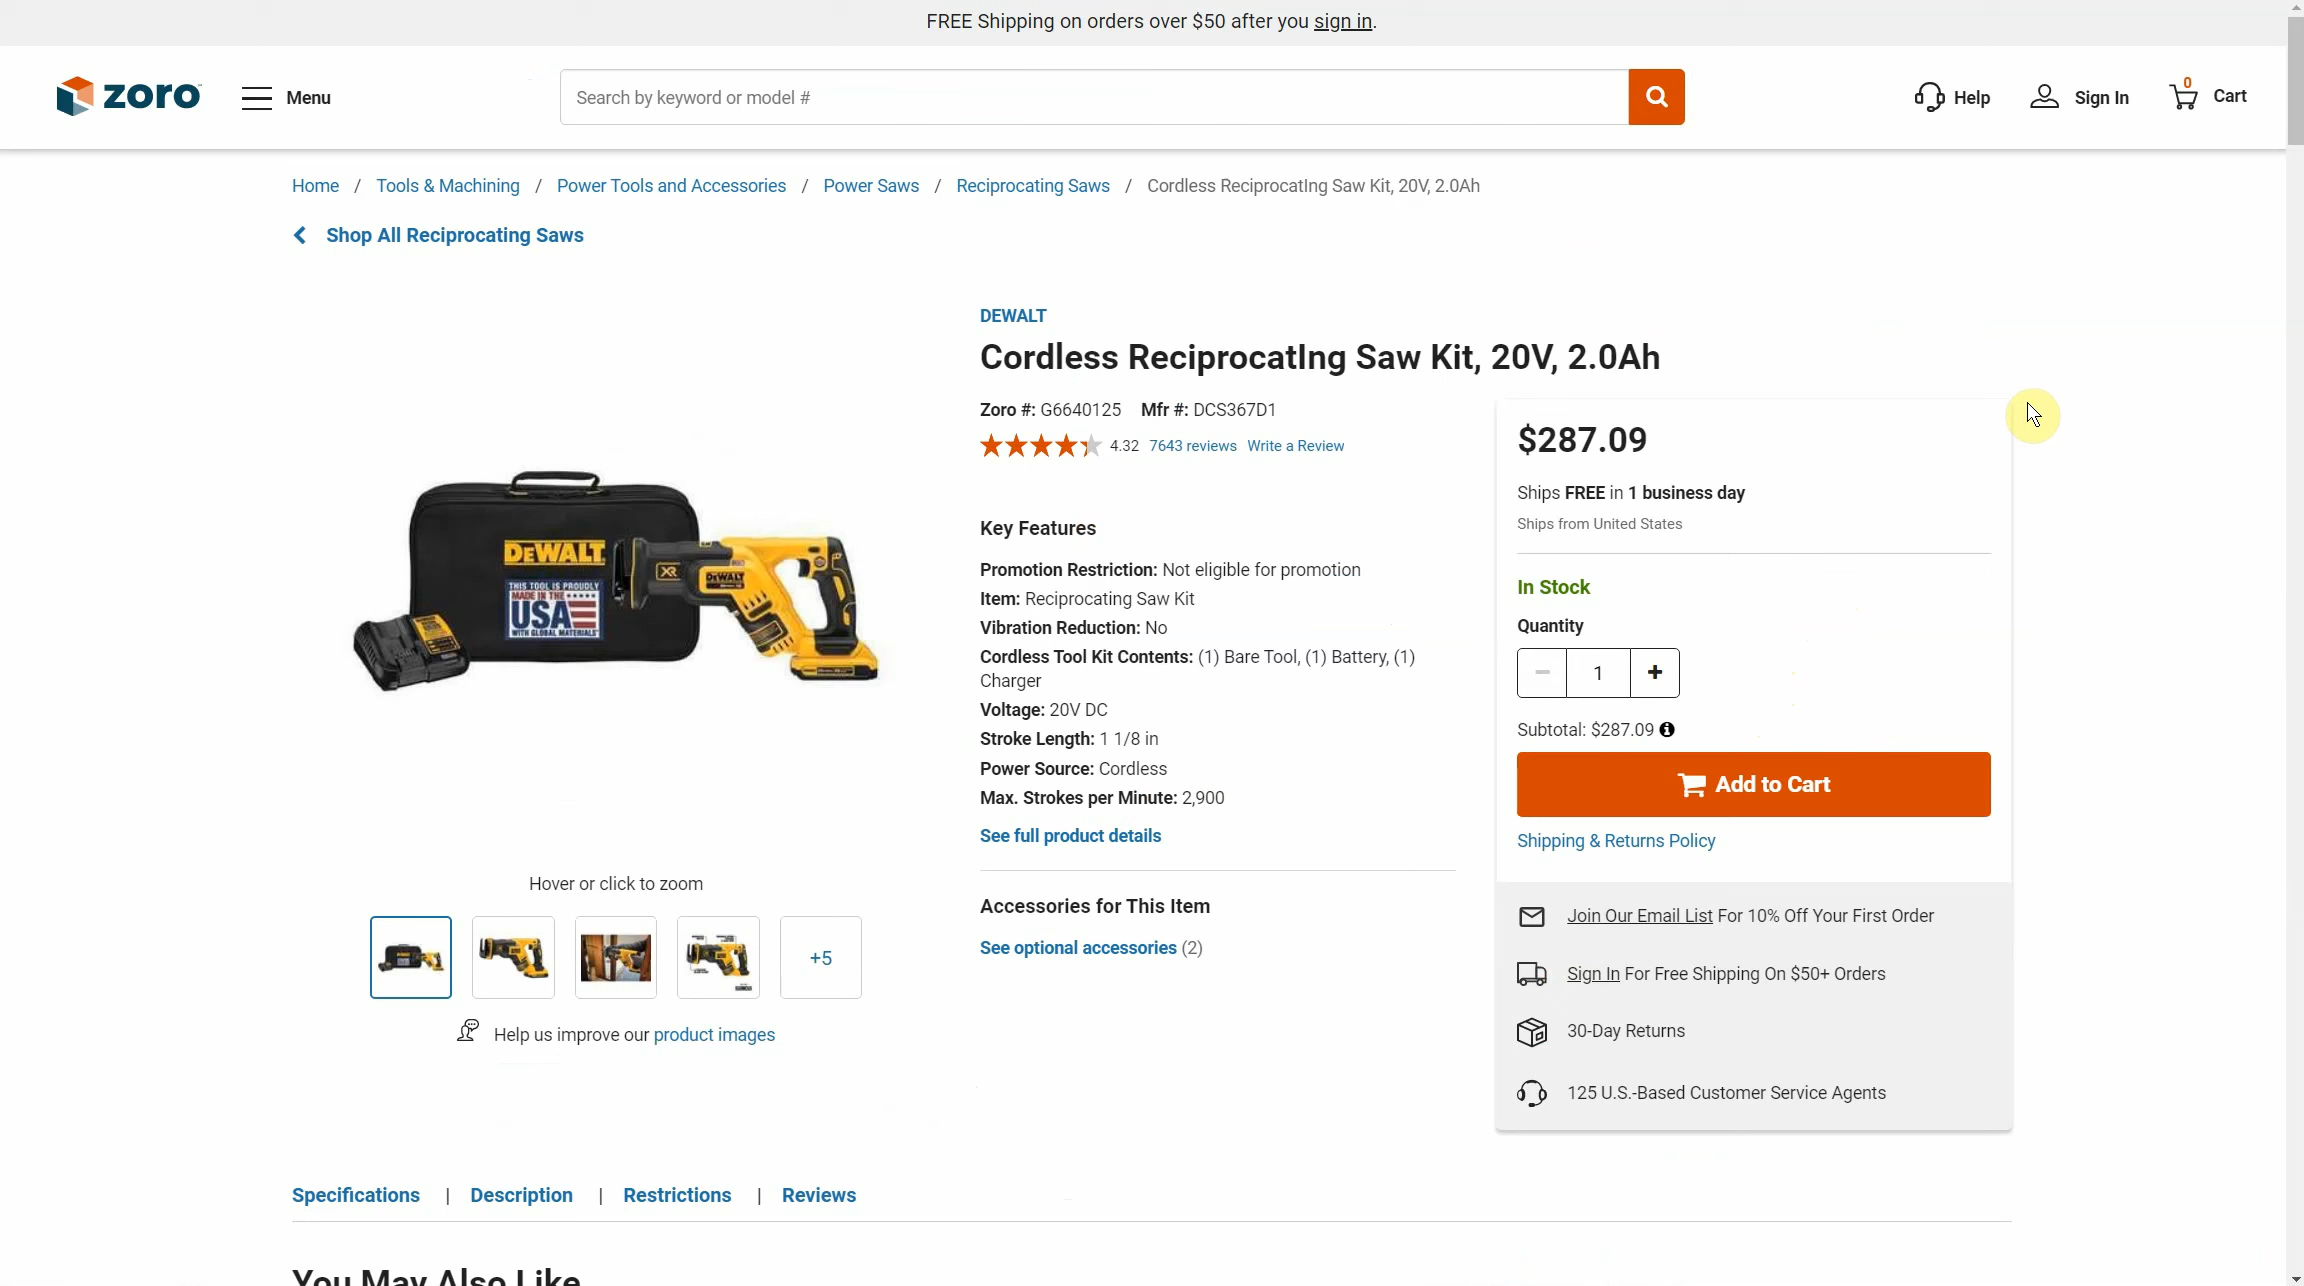 FREE Shipping on orders over $50 after you sign in.
zoro
Menu
Search by keyword or model #
Help
Sign In
0
Cart
Home / Tools & Machining / Power Tools and Accessories / Power Saws / Reciprocating Saws / Cordless ReciprocatIng Saw Kit, 20V, 2.0Ah
Shop All Reciprocating Saws
DEWALT
THIS TOOL IS PROUDLY
MADE IN THE
USA
WITH GLOBAL MATERIALS
XR
DEWALT
Hover or click to zoom
+5
Help us improve our product images
DEWALT
Cordless ReciprocatIng Saw Kit, 20V, 2.0Ah
Zoro #: G6640125 Mfr #: DCS367D1
4.32 7643 reviews Write a Review
Key Features
Promotion Restriction: Not eligible for promotion
Item: Reciprocating Saw Kit
Vibration Reduction: No
Cordless Tool Kit Contents: (1) Bare Tool, (1) Battery, (1)
Charger
Voltage: 20V DC
Stroke Length: 1 1/8 in
Power Source: Cordless
Max. Strokes per Minute: 2,900
See full product details
Accessories for This Item
See optional accessories (2)
$287.09
Ships FREE in 1 business day
Ships from United States
In Stock
Quantity
1
Subtotal: $287.09
Add to Cart
Shipping & Returns Policy
Join Our Email List For 10% Off Your First Order
Sign In For Free Shipping On $50+ Orders
30-Day Returns
125 U.S.-Based Customer Service Agents
Specifications | Description | Restrictions | Reviews
You May Also Like